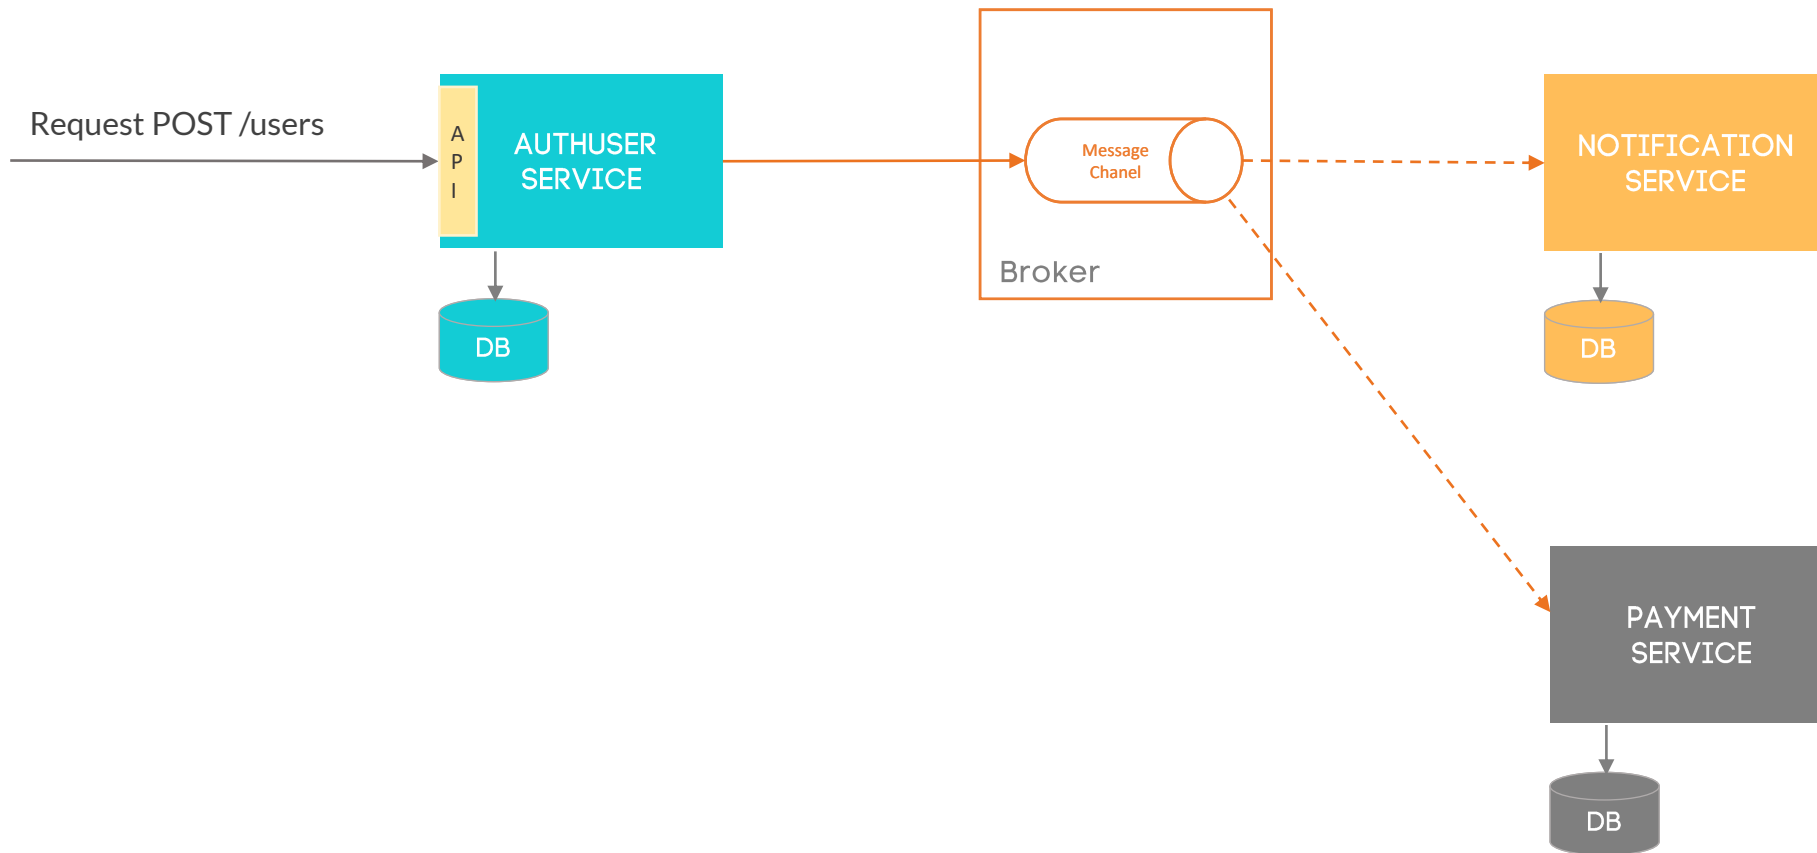 Request POST /users
A
P
I
AUTHUSER
SERVICE
DB
Message
Chanel
Broker
NOTIFICATION
SERVICE
DB
PAYMENT
SERVICE
DB